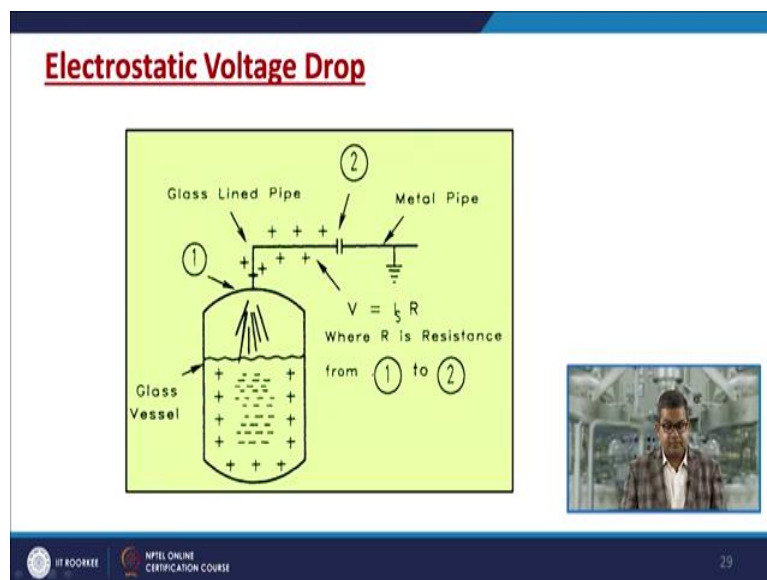 Electrostatic Voltage Drop
2
Glass Lined Pipe
Metal Pipe
1
V = Is R
Where R is Resistance
from 1 to 2
Glass
Vessel
IIT ROORKEE
NPTEL ONLINE
CERTIFICATION COURSE
29